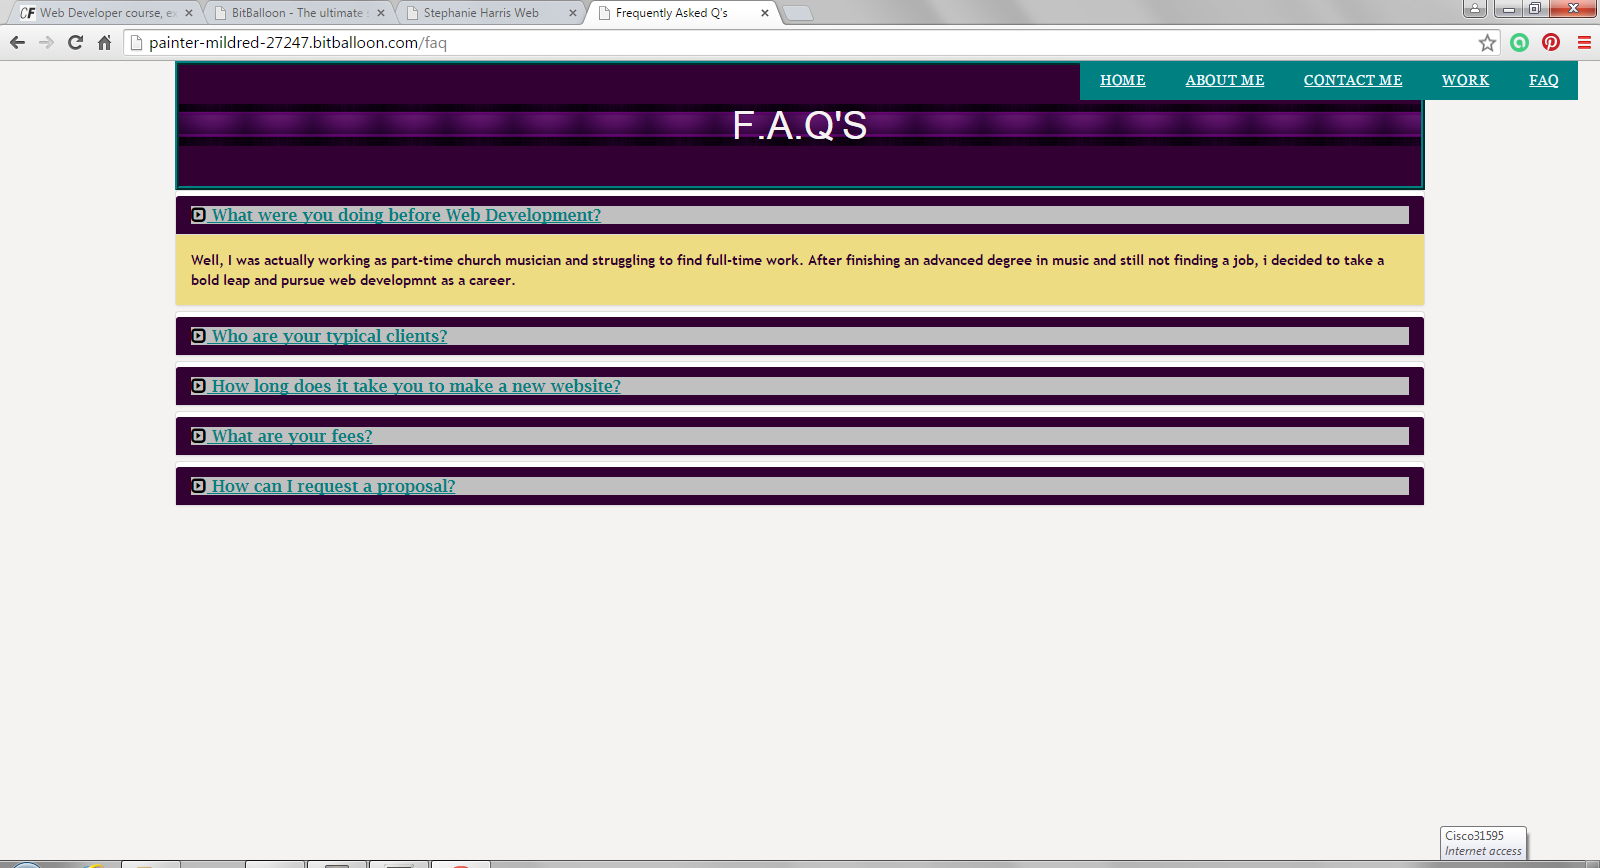 CF Web Developer course, ex
BitBalloon - The ultimate s
Stephanie Harris Web
Frequently Asked Q's
painter-mildred-27247.bitballoon.com/faq
HOME ABOUT ME CONTACT ME WORK FAQ
F.A.Q'S
What were you doing before Web Development?
Well, I was actually working as part-time church musician and struggling to find full-time work. After finishing an advanced degree in music and still not finding a job, i decided to take a
bold leap and pursue web developmnt as a career.
Who are your typical clients?
How long does it take you to make a new website?
What are your fees?
How can I request a proposal?
Cisco31595
Internet access